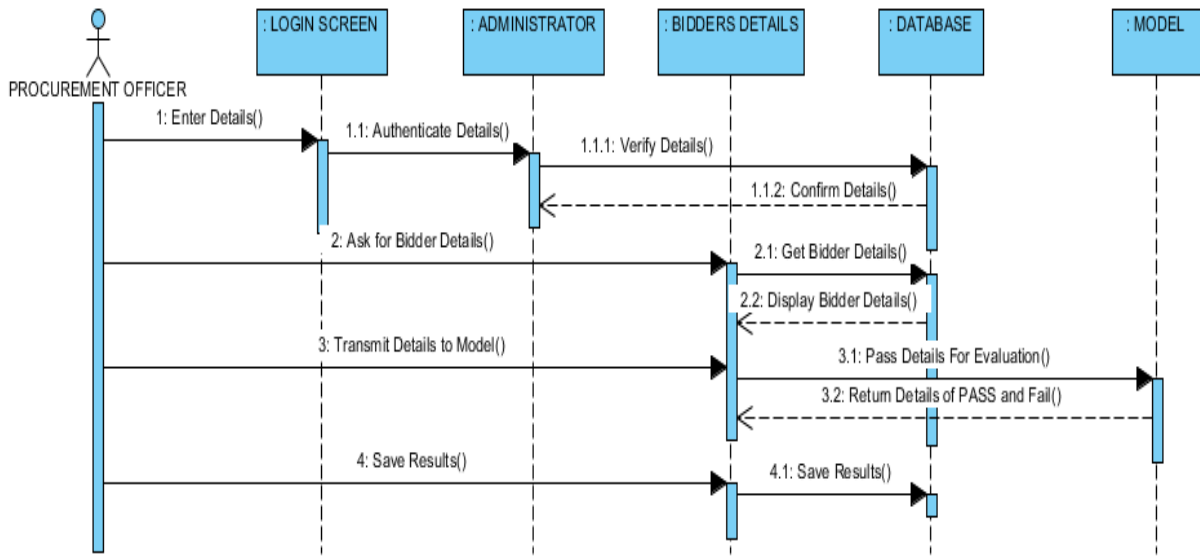 : LOGIN SCREEN
: ADMINISTRATOR
: BIDDERS DETAILS
: DATABASE
: MODEL
PROCUREMENT OFFICER
1: Enter Details()
1.1: Authenticate Details()
1.1.1: Verify Details()
1.1.2: Confirm Details()
2: Ask for Bidder Details()
2.1: Get Bidder Details()
2.2: Display Bidder Details()
3: Transmit Details to Model()
3.1: Pass Details For Evaluation()
3.2: Return Details of PASS and Fail()
4: Save Results()
4.1: Save Results()